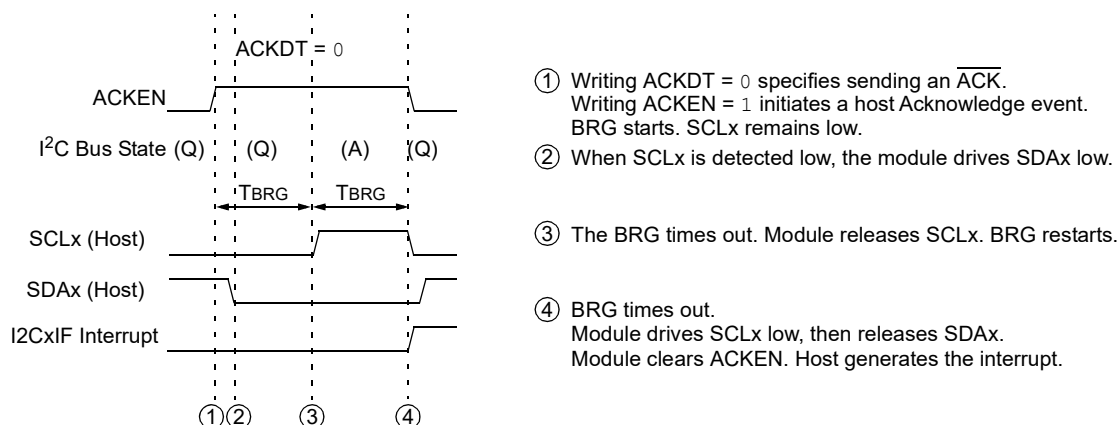 ACKDT = 0
ACKEN
I2C Bus State (Q) (Q) (A) (Q)
TBRG TBRG
SCLx (Host)
SDAx (Host)
I2CxIF Interrupt
1 2 3 4
1 Writing ACKDT = 0 specifies sending an ACK.
Writing ACKEN = 1 initiates a host Acknowledge event.
BRG starts. SCLx remains low.
2 When SCLx is detected low, the module drives SDAx low.
3 The BRG times out. Module releases SCLx. BRG restarts.
4 BRG times out.
Module drives SCLx low, then releases SDAx.
Module clears ACKEN. Host generates the interrupt.